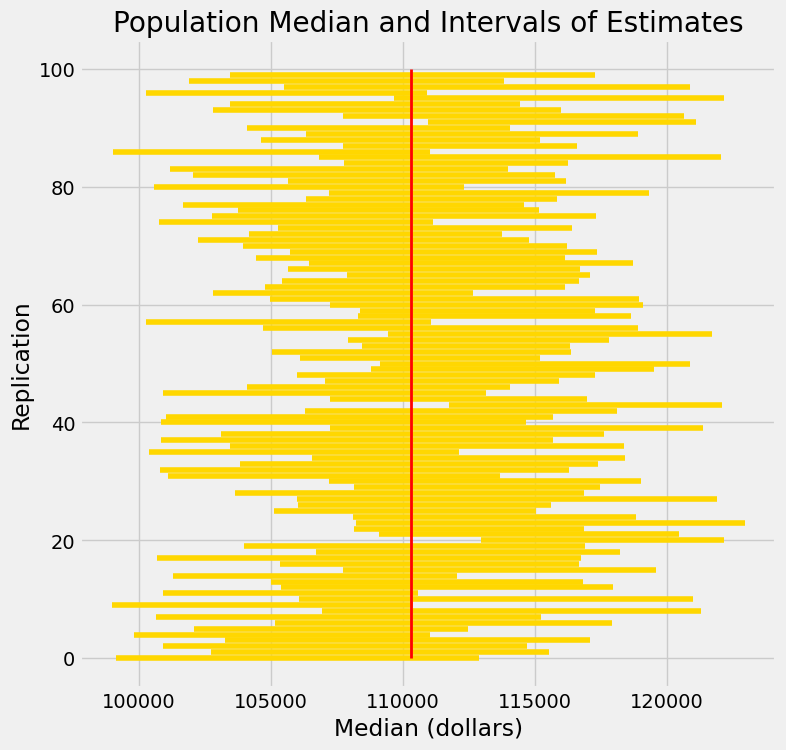 Population Median and Intervals of Estimates
100
80
60
40
20
0
Replication
100000 105000 110000 115000 120000
Median (dollars)